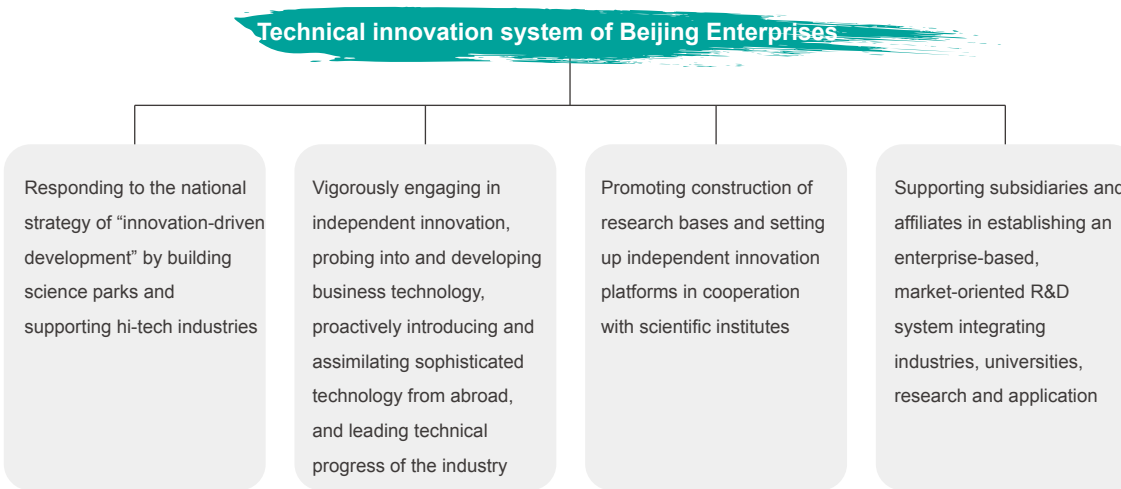 Technical innovation system of Beijing Enterprises
Responding to the national
strategy of “innovation-driven
development” by building
science parks and
supporting hi-tech industries
Vigorously engaging in
independent innovation,
probing into and developing
business technology,
proactively introducing and
assimilating sophisticated
technology from abroad,
and leading technical
progress of the industry
Promoting construction of
research bases and setting
up independent innovation
platforms in cooperation
with scientific institutes
Supporting subsidiaries and
affiliates in establishing an
enterprise-based,
market-oriented R&D
system integrating
industries, universities,
research and application